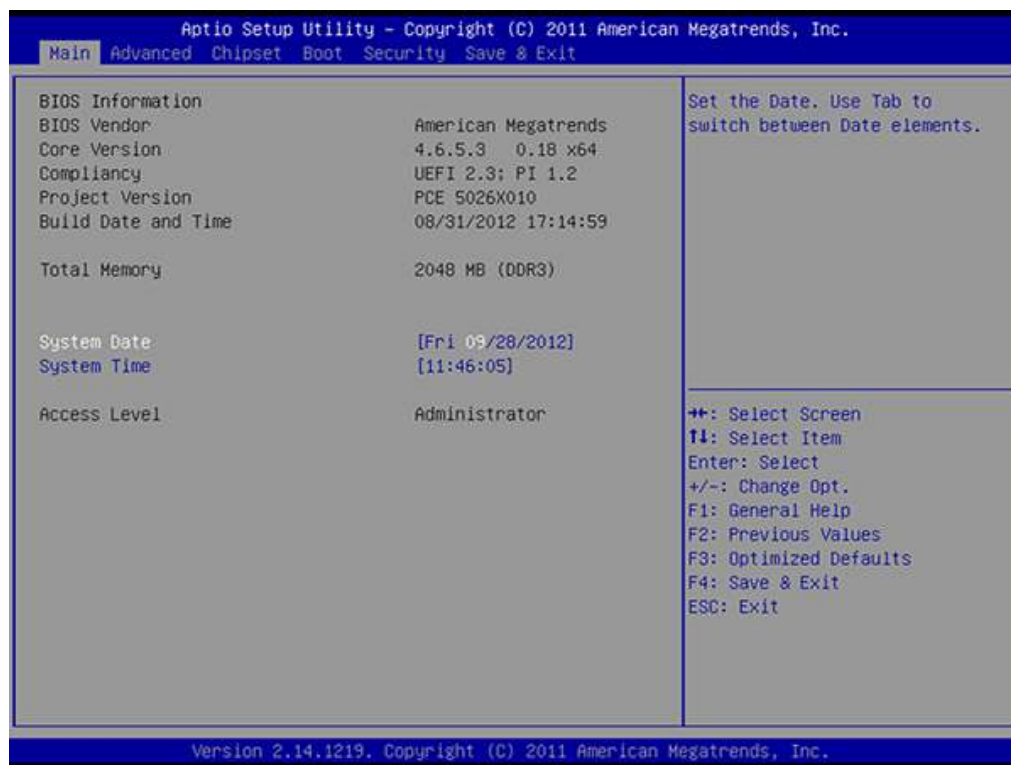 Aptio Setup Utility – Copyright (C) 2011 American Megatrends, Inc.
Main Advanced Chipset Boot Security Save & Exit
BIOS Information
BIOS Vendor American Megatrends
Core Version 4.6.5.3 0.18 x64
Compliancy UEFI 2.3; PI 1.2
Project Version PCE 5026X010
Build Date and Time 08/31/2012 17:14:59
Total Memory 2048 MB (DDR3)
System Date [Fri 09/28/2012]
System Time [11:46:05]
Access Level Administrator
Set the Date. Use Tab to
switch between Date elements.
→←: Select Screen
↑↓: Select Item
Enter: Select
+/-: Change Opt.
F1: General Help
F2: Previous Values
F3: Optimized Defaults
F4: Save & Exit
ESC: Exit
Version 2.14.1219. Copyright (C) 2011 American Megatrends, Inc.